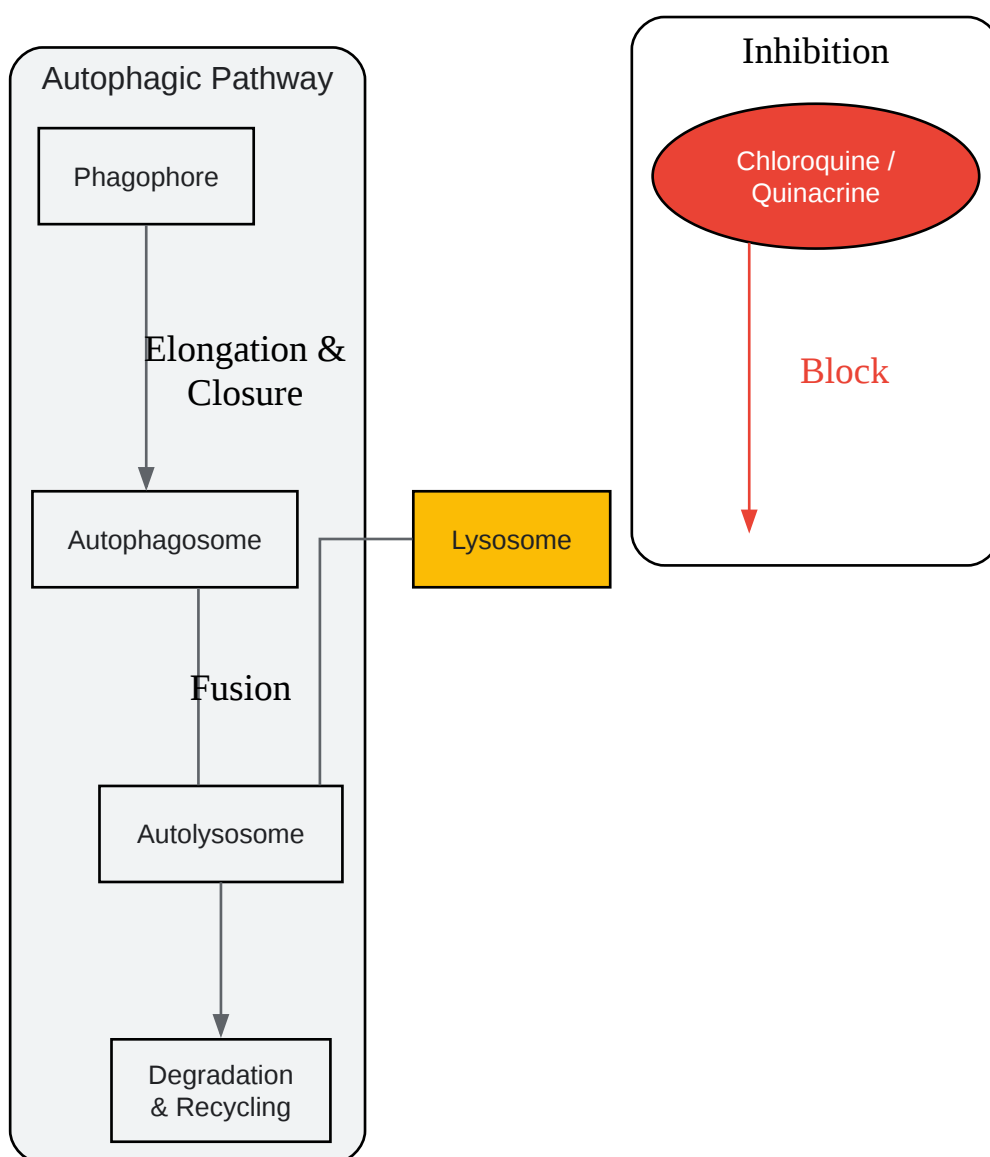 Autophagic Pathway
Phagophore
Elongation &
Closure
Autophagosome
Lysosome
Fusion
Autolysosome
Degradation
& Recycling
Inhibition
Chloroquine /
Quinacrine
Block